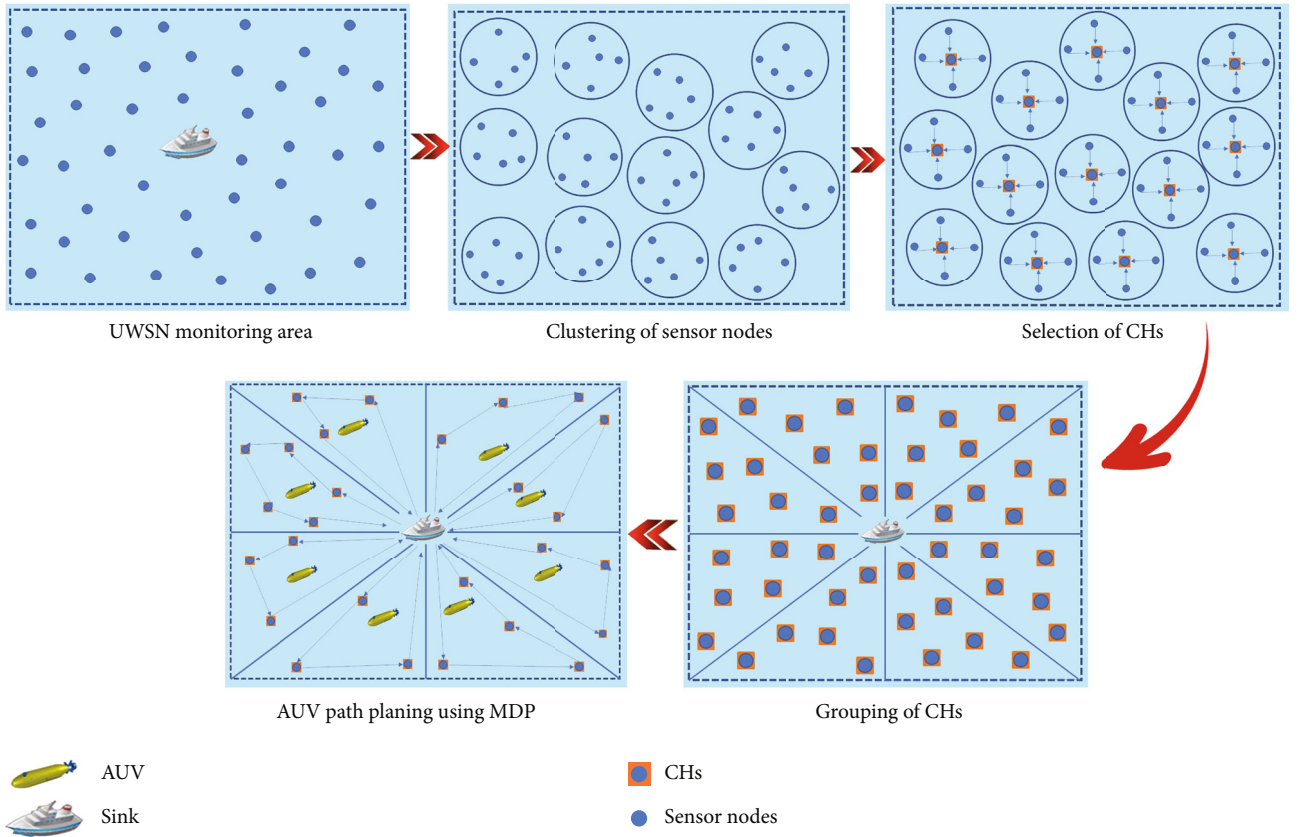 UWSN monitoring area
Clustering of sensor nodes
Selection of CHs
AUV path planing using MDP
Grouping of CHs
AUV
CHs
Sink
Sensor nodes